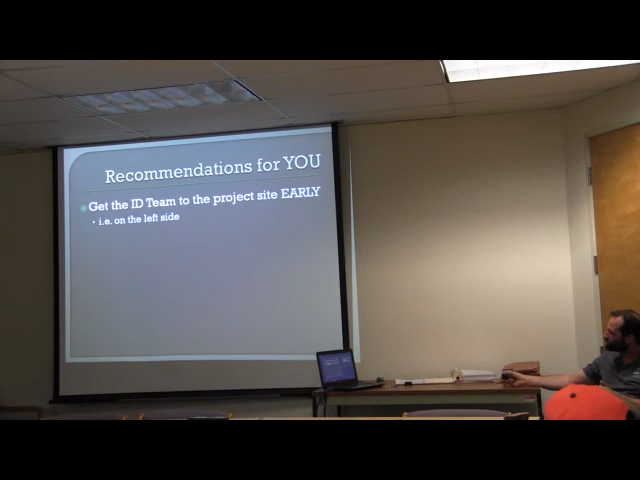 Recommendations for YOU
Get the ID Team to the project site EARLY
i.e. on the left side